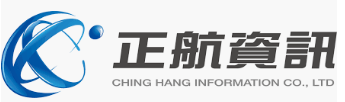 正航資訊
CHING HANG INFORMATION CO., LTD